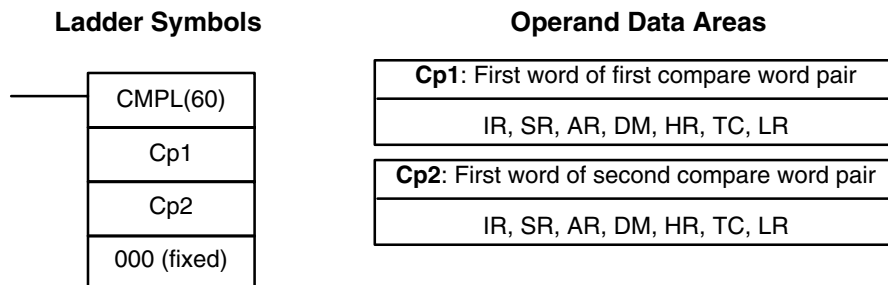 Ladder Symbols
CMPL(60)
Cp1
Cp2
000 (fixed)
Operand Data Areas
Cp1: First word of first compare word pair
IR, SR, AR, DM, HR, TC, LR
Cp2: First word of second compare word pair
IR, SR, AR, DM, HR, TC, LR